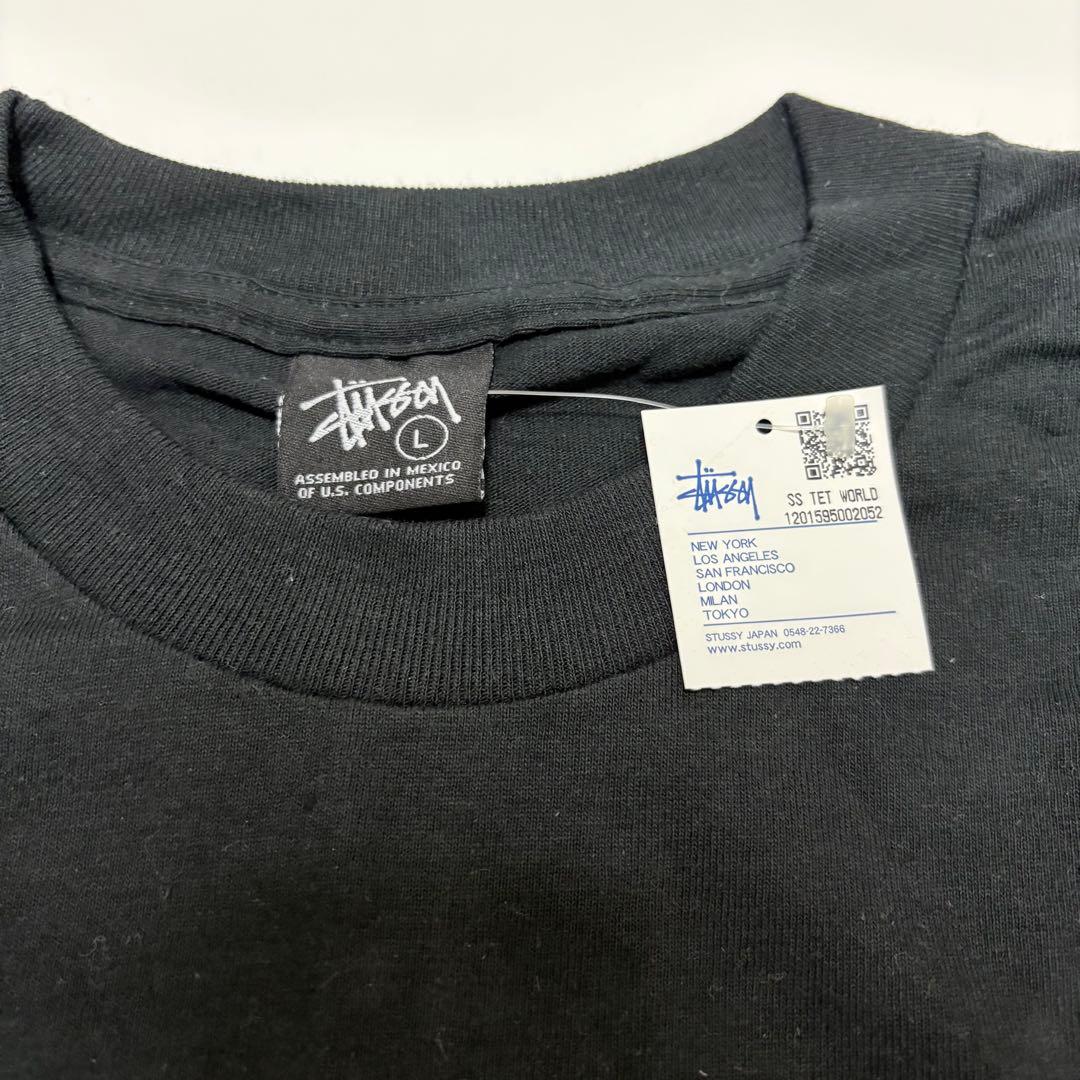 Stüssy
L
ASSEMBLED IN MEXICO
OF U.S. COMPONENTS
Stüssy
SS TET WORLD
1201595002052
NEW YORK
LOS ANGELES
SAN FRANCISCO
LONDON
MILAN
TOKYO
STUSSY JAPAN 0548-22-7366
www.stussy.com